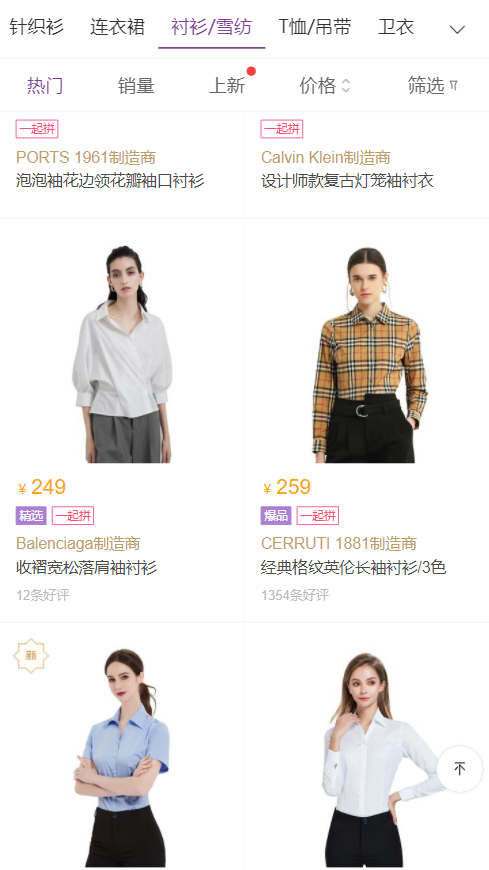 针织衫 连衣裙 衬衫/雪纺 T恤/吊带 卫衣
热门 销量 上新 价格 筛选
一起拼 一起拼
PORTS 1961制造商 Calvin Klein制造商
泡泡袖花边领花瓣袖口衬衫 设计师款复古灯笼袖衬衣
¥ 249 ¥ 259
精选 一起拼 爆品 一起拼
Balenciaga制造商 CERRUTI 1881制造商
收褶宽松落肩袖衬衫 经典格纹英伦长袖衬衫/3色
12条好评 1354条好评
新